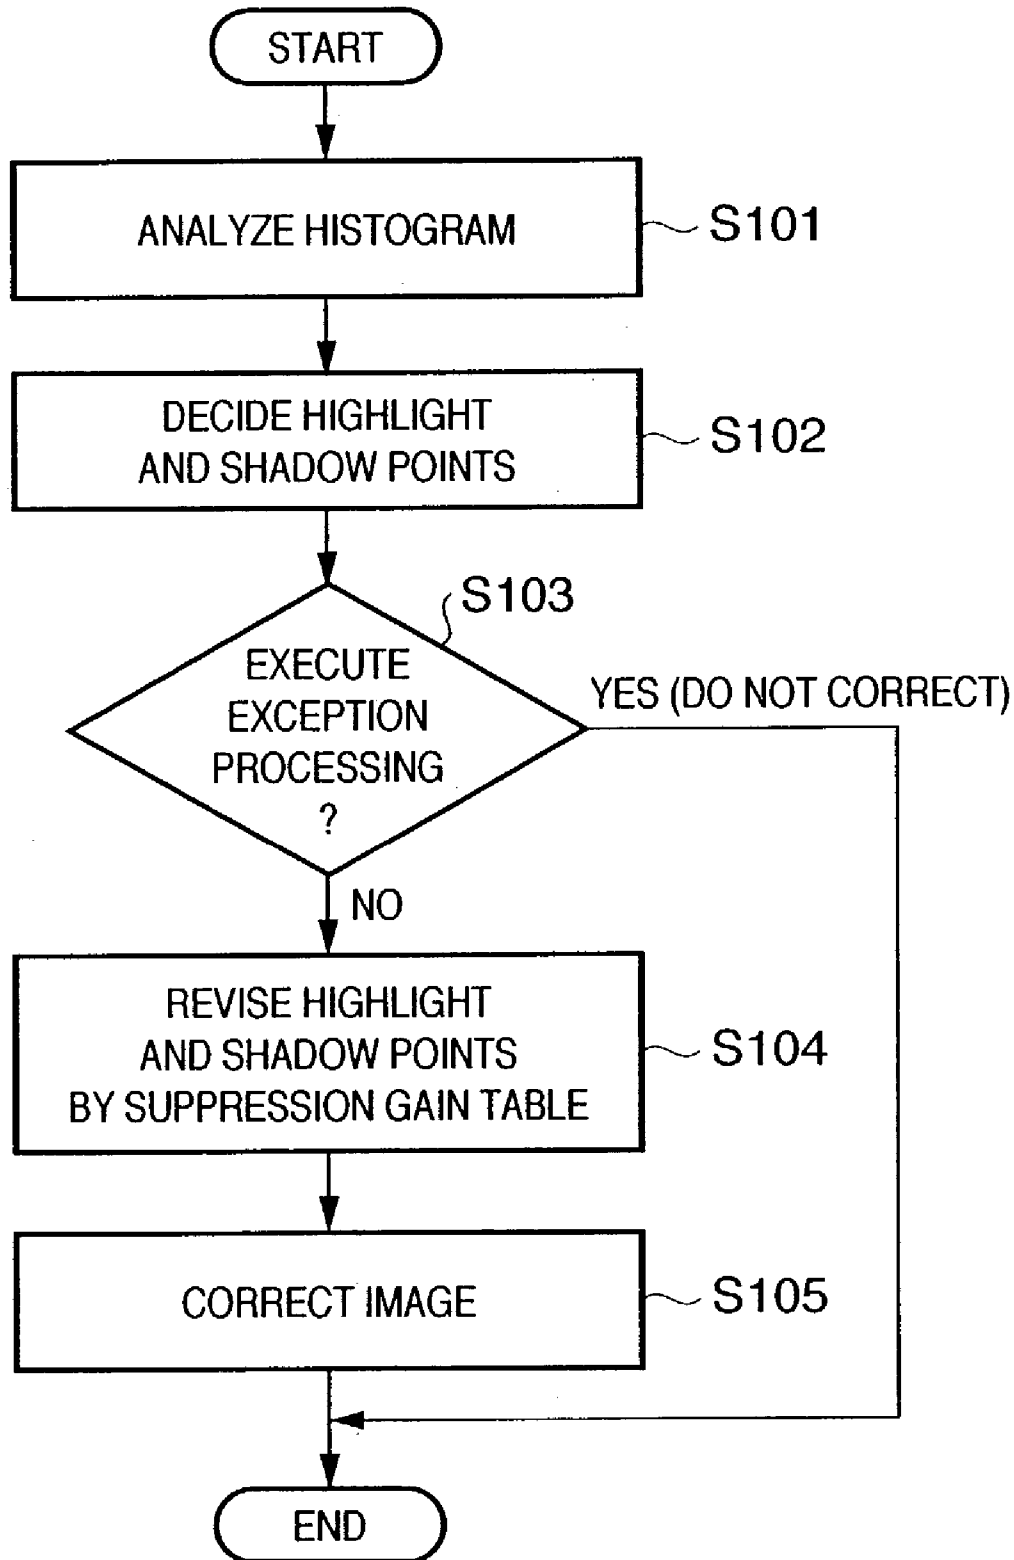 START
ANALYZE HISTOGRAM
S101
DECIDE HIGHLIGHT
AND SHADOW POINTS
S102
S103
EXECUTE
EXCEPTION
PROCESSING
?
YES (DO NOT CORRECT)
NO
REVISE HIGHLIGHT
AND SHADOW POINTS
BY SUPPRESSION GAIN TABLE
S104
CORRECT IMAGE
S105
END